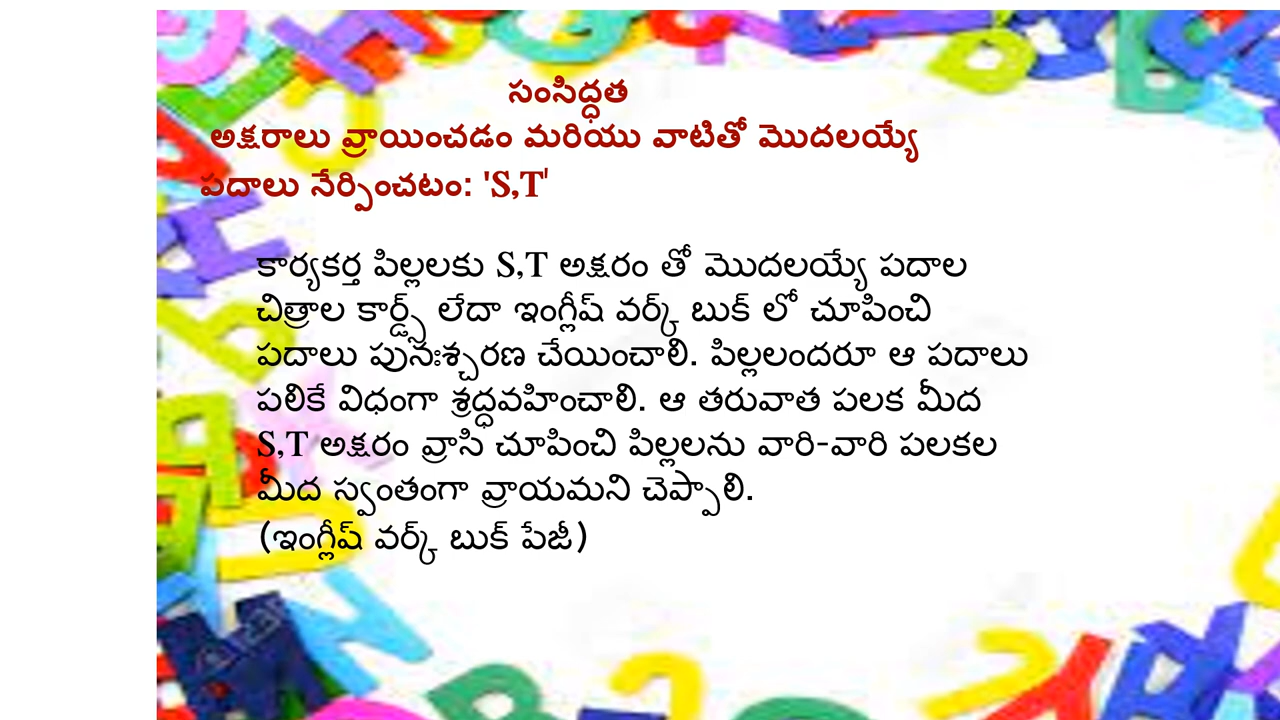 సంసిద్ధత
అక్షరాలు వ్రాయించడం మరియు వాటితో మొదలయ్యే
పదాలు నేర్పించటం: 'S,T'
కార్యకర్త పిల్లలకు S,T అక్షరం తో మొదలయ్యే పదాల
చిత్రాల కార్డ్స్ లేదా ఇంగ్లీష్ వర్క్ బుక్ లో చూపించి
పదాలు పునఃశ్చరణ చేయించాలి. పిల్లలందరూ ఆ పదాలు
పలికే విధంగా శ్రద్ధవహించాలి. ఆ తరువాత పలక మీద
S,T అక్షరం వ్రాసి చూపించి పిల్లలను వారి-వారి పలకల
మీద స్వంతంగా వ్రాయమని చెప్పాలి.
(ఇంగ్లీష్ వర్క్ బుక్ పేజీ)